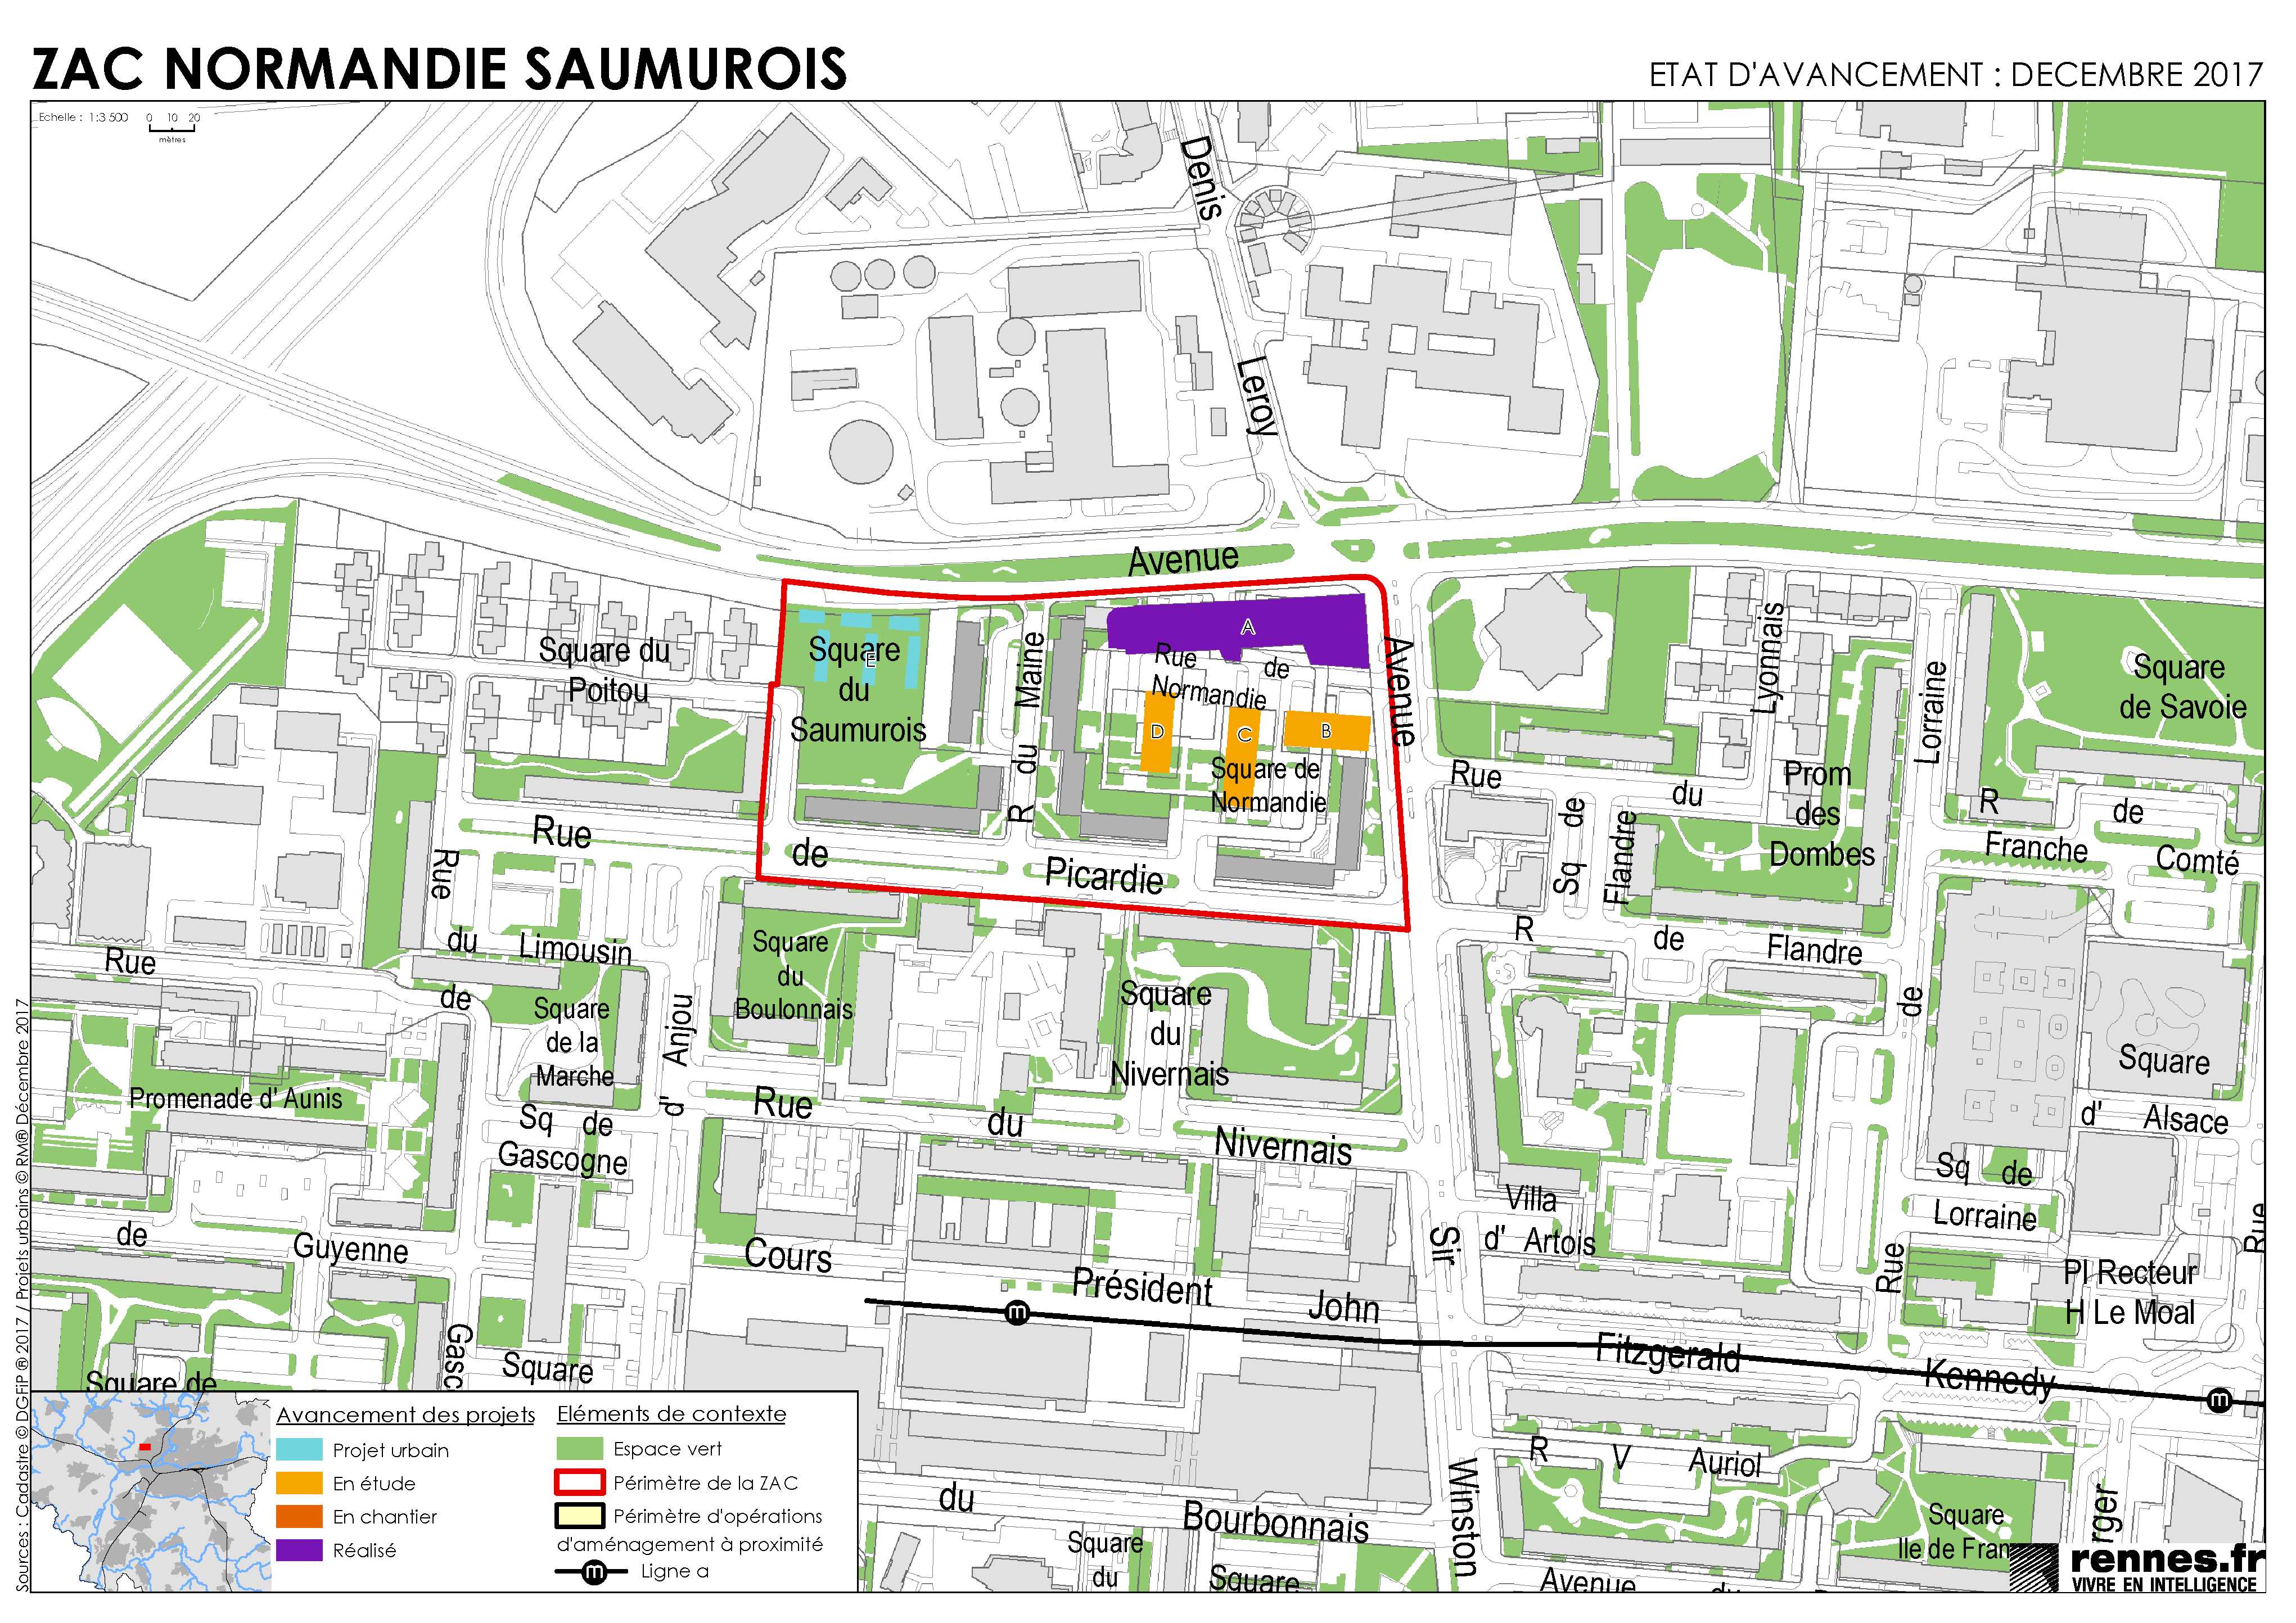 ZAC NORMANDIE SAUMUROIS
ETAT D'AVANCEMENT : DECEMBRE 2017
Echelle : 1:3 500
0 10 20
mètres
Denis
Leroy
Avenue
Avenue
Square du
Poitou
Square
du
Saumurois
E
R du Maine
A
Rue de
Normandie
D
C
B
Square de
Normandie
Lyonnais
Lorraine
Square
de Savoie
Rue du
Prom
des
Dombes
Sq de
Flandre
R de
Franche Comté
Rue de Picardie
Rue
du Limousin
R de Flandre
Rue
de
Square
du
Boulonnais
Square
de la
Marche
d' Anjou
Square
du
Nivernais
de
Square
d' Alsace
Promenade d' Aunis
Sq de
Gascogne
Rue du Nivernais
Sq de
Lorraine
Villa
d' Artois
Sir
Rue
Rue
de Guyenne
Cours Président John Fitzgerald Kennedy
Pl Recteur
H Le Moal
m
m
Gasc
Square
Square de
R V Auriol
Winston
du Bourbonnais
Square
Ile de Fran
rger
Square
du
Square
Avenue du
Avancement des projets
Projet urbain
En étude
En chantier
Réalisé
Eléments de contexte
Espace vert
Périmètre de la ZAC
Périmètre d'opérations
d'aménagement à proximité
m Ligne a
Sources : Cadastre © DGFiP ® 2017 / Projets urbains © RM® Décembre 2017
rennes.fr
VIVRE EN INTELLIGENCE